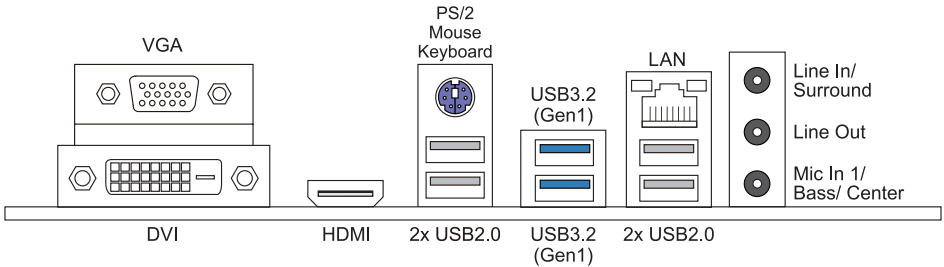 PS/2
Mouse
Keyboard
VGA
LAN
USB3.2
(Gen1)
Line In/
Surround
Line Out
Mic In 1/
Bass/ Center
DVI
HDMI
2x USB2.0
USB3.2
(Gen1)
2x USB2.0